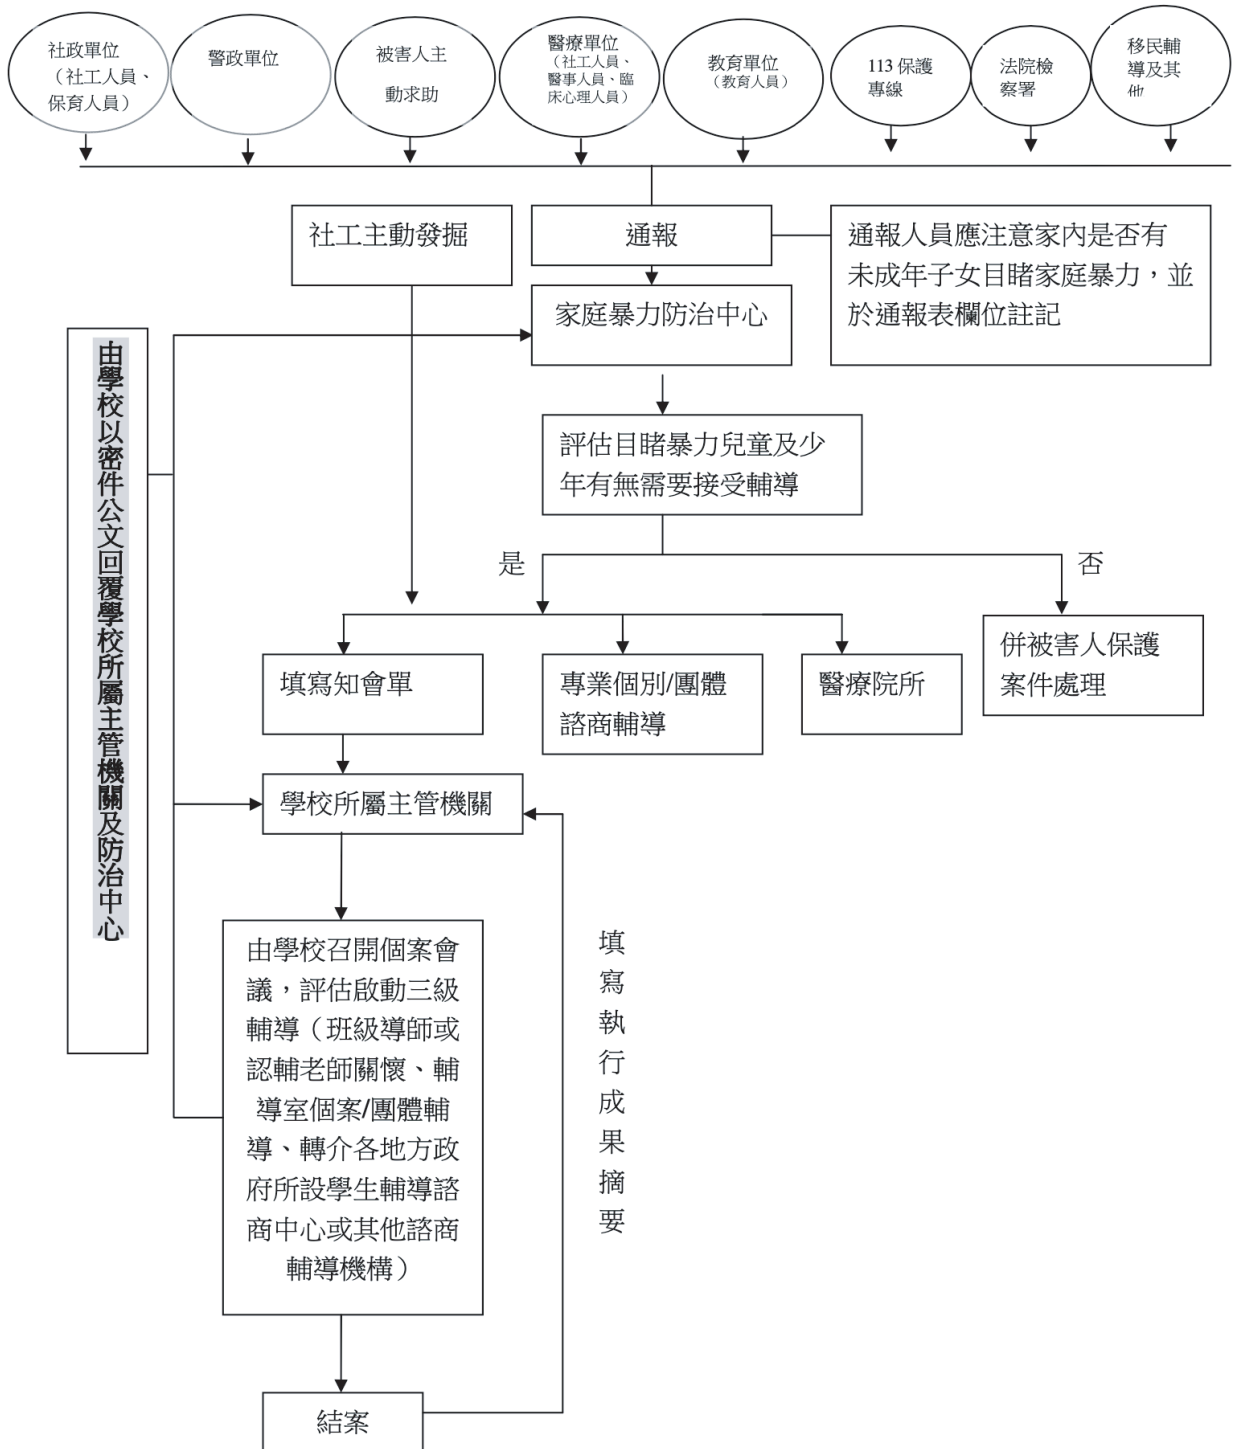 社政單位
（社工人員、
保育人員）
警政單位
被害人主
動求助
醫療單位
（社工人員、
醫事人員、臨
床心理人員）
教育單位
（教育人員）
113 保護
專線
法院檢
察署
移民輔
導及其
他
社工主動發掘
通報
通報人員應注意家內是否有
未成年子女目睹家庭暴力，並
於通報表欄位註記
家庭暴力防治中心
由學校以密件公文回覆學校所屬主管機關及防治中心
評估目睹暴力兒童及少
年有無需要接受輔導
是
否
填寫知會單
專業個別/團體
諮商輔導
醫療院所
併被害人保護
案件處理
學校所屬主管機關
由學校召開個案會
議，評估啟動三級
輔導（班級導師或
認輔老師關懷、輔
導室個案/團體輔
導、轉介各地方政
府所設學生輔導諮
商中心或其他諮商
輔導機構）
填寫執行成果摘要
結案